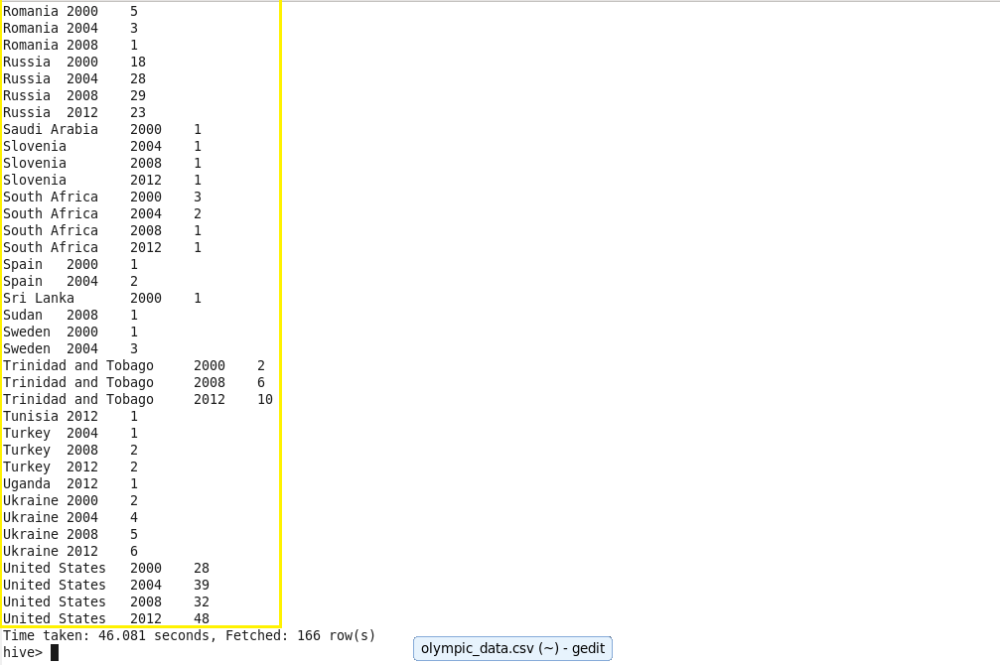 Romania 2000 5
Romania 2004 3
Romania 2008 1
Russia 2000 18
Russia 2004 28
Russia 2008 29
Russia 2012 23
Saudi Arabia 2000 1
Slovenia 2004 1
Slovenia 2008 1
Slovenia 2012 1
South Africa 2000 3
South Africa 2004 2
South Africa 2008 1
South Africa 2012 1
Spain 2000 1
Spain 2004 2
Sri Lanka 2000 1
Sudan 2008 1
Sweden 2000 1
Sweden 2004 3
Trinidad and Tobago 2000 2
Trinidad and Tobago 2008 6
Trinidad and Tobago 2012 10
Tunisia 2012 1
Turkey 2004 1
Turkey 2008 2
Turkey 2012 2
Uganda 2012 1
Ukraine 2000 2
Ukraine 2004 4
Ukraine 2008 5
Ukraine 2012 6
United States 2000 28
United States 2004 39
United States 2008 32
United States 2012 48
Time taken: 46.081 seconds, Fetched: 166 row(s)
hive>
olympic_data.csv (~) - gedit